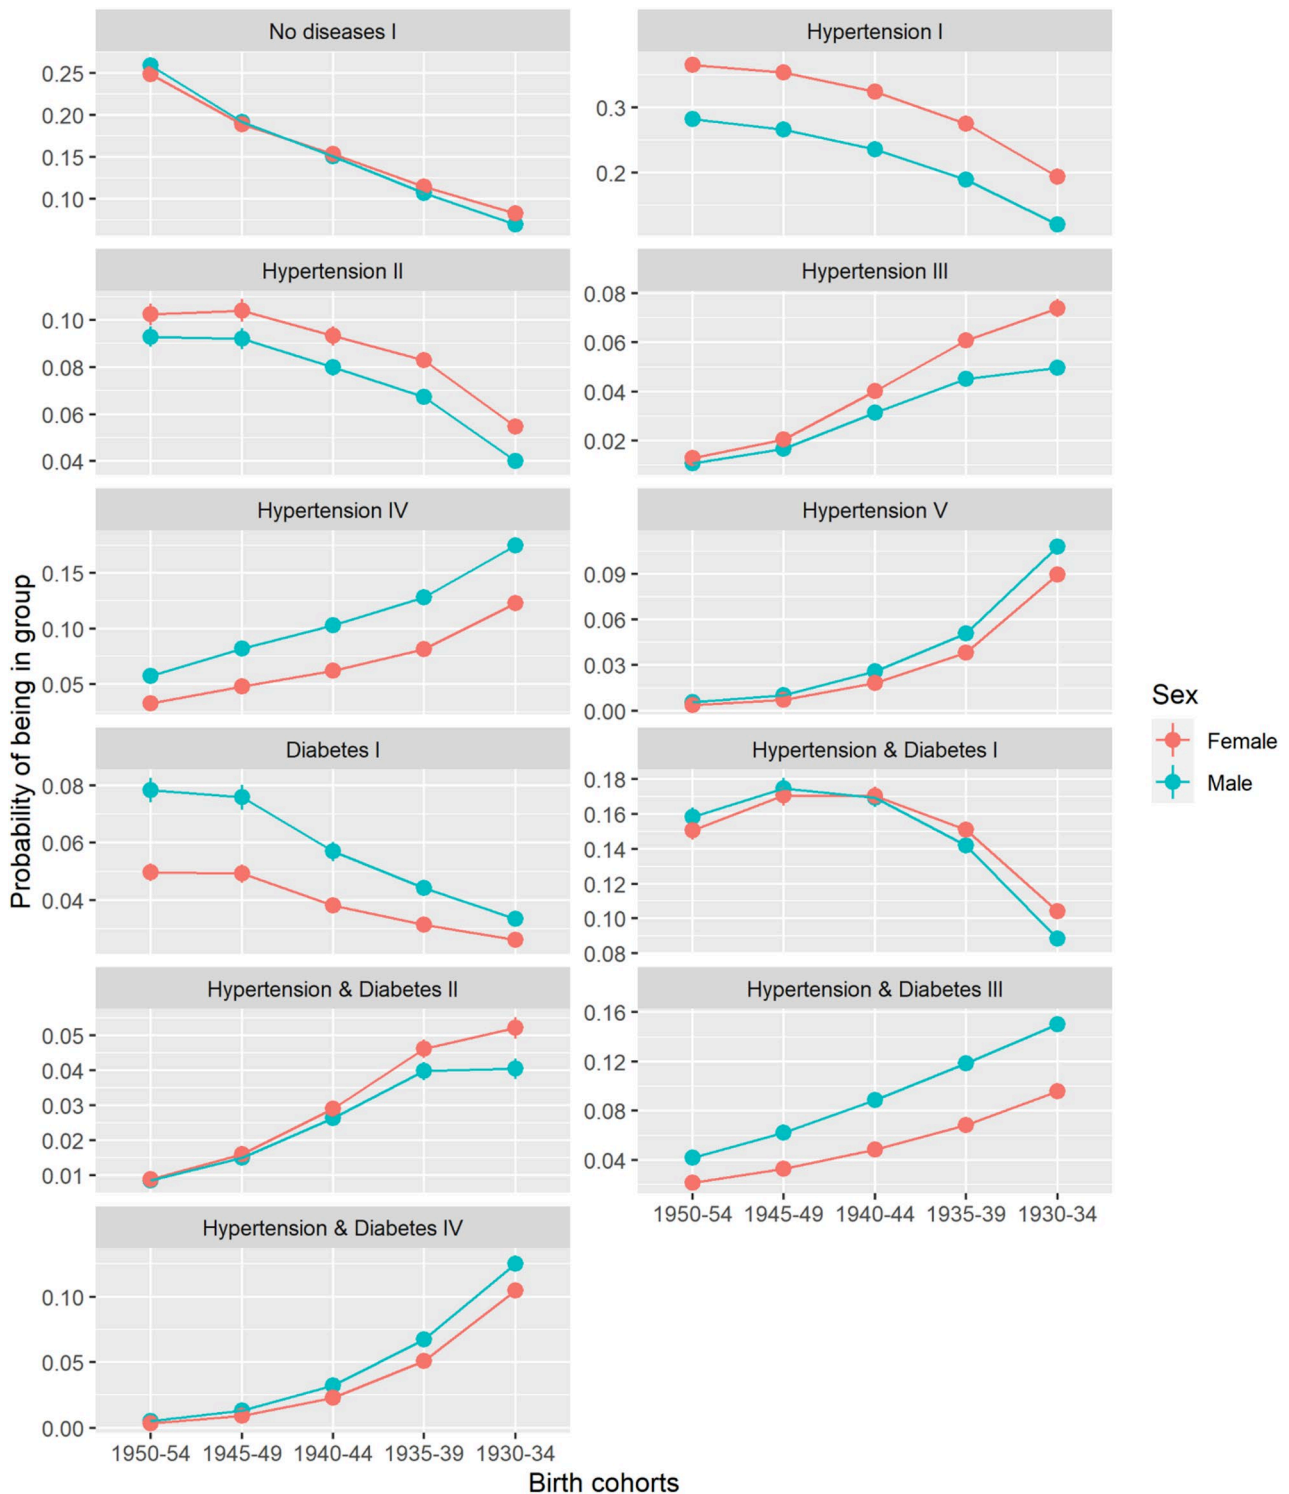 No diseases I
Hypertension I
0.25
0.20
0.15
0.10
0.3
0.2
Hypertension II
Hypertension III
0.10
0.08
0.06
0.04
0.08
0.06
0.04
0.02
Hypertension IV
Hypertension V
0.15
0.10
0.05
0.09
0.06
0.03
0.00
Diabetes I
Hypertension & Diabetes I
0.08
0.06
0.04
0.18
0.16
0.14
0.12
0.10
0.08
Hypertension & Diabetes II
Hypertension & Diabetes III
0.05
0.04
0.03
0.02
0.01
0.16
0.12
0.08
0.04
1950-54 1945-49 1940-44 1935-39 1930-34
Hypertension & Diabetes IV
0.10
0.05
0.00
1950-54 1945-49 1940-44 1935-39 1930-34
Birth cohorts
Probability of being in group
Sex
Female
Male